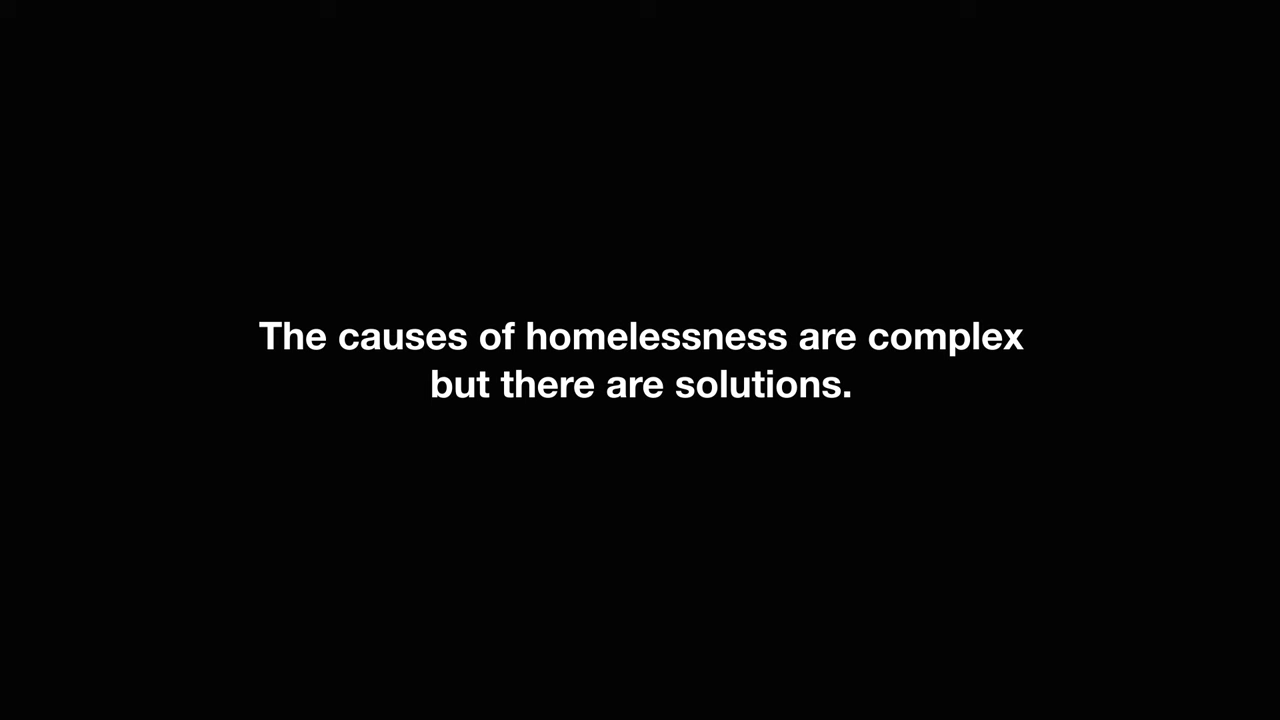 The causes of homelessness are complex
but there are solutions.